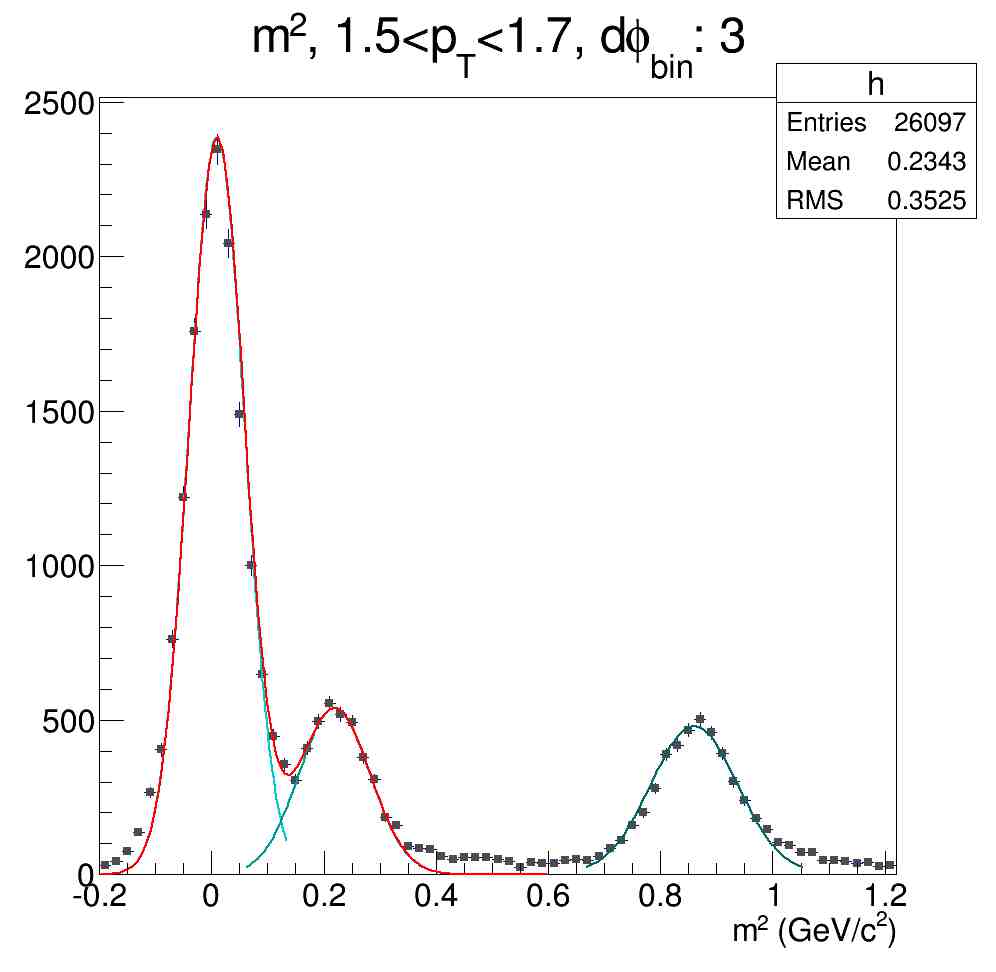 m², 1.5<p_T<1.7, dϕ_bin: 3
h
Entries 26097
Mean 0.2343
RMS 0.3525
2500
2000
1500
1000
500
0
-0.2 0 0.2 0.4 0.6 0.8 1 1.2
m² (GeV/c²)